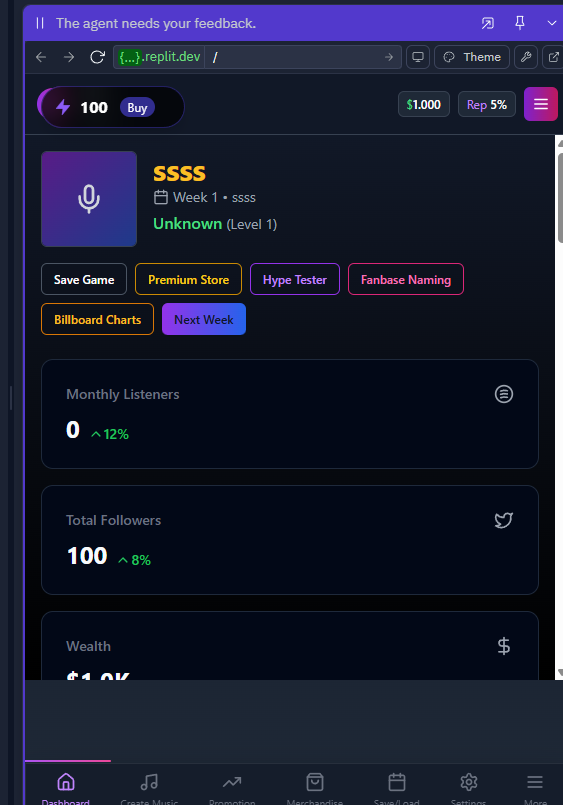 The agent needs your feedback.
{...}.replit.dev / Theme
100 Buy $1.000 Rep 5%
ssss
Week 1 • ssss
Unknown (Level 1)
Save Game Premium Store Hype Tester Fanbase Naming
Billboard Charts Next Week
Monthly Listeners
0 12%
Total Followers
100 8%
Wealth
$1.0K
Dashboard Create Music Promotion Merchandise Save/Load Settings More